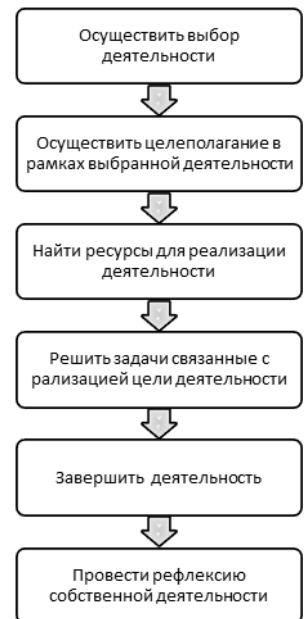 Осуществить выбор
деятельности
Осуществить целеполагание в
рамках выбранной деятельности
Найти ресурсы для реализации
деятельности
Решить задачи связанные с
рализацией цели деятельности
Завершить деятельность
Провести рефлексию
собственной деятельности